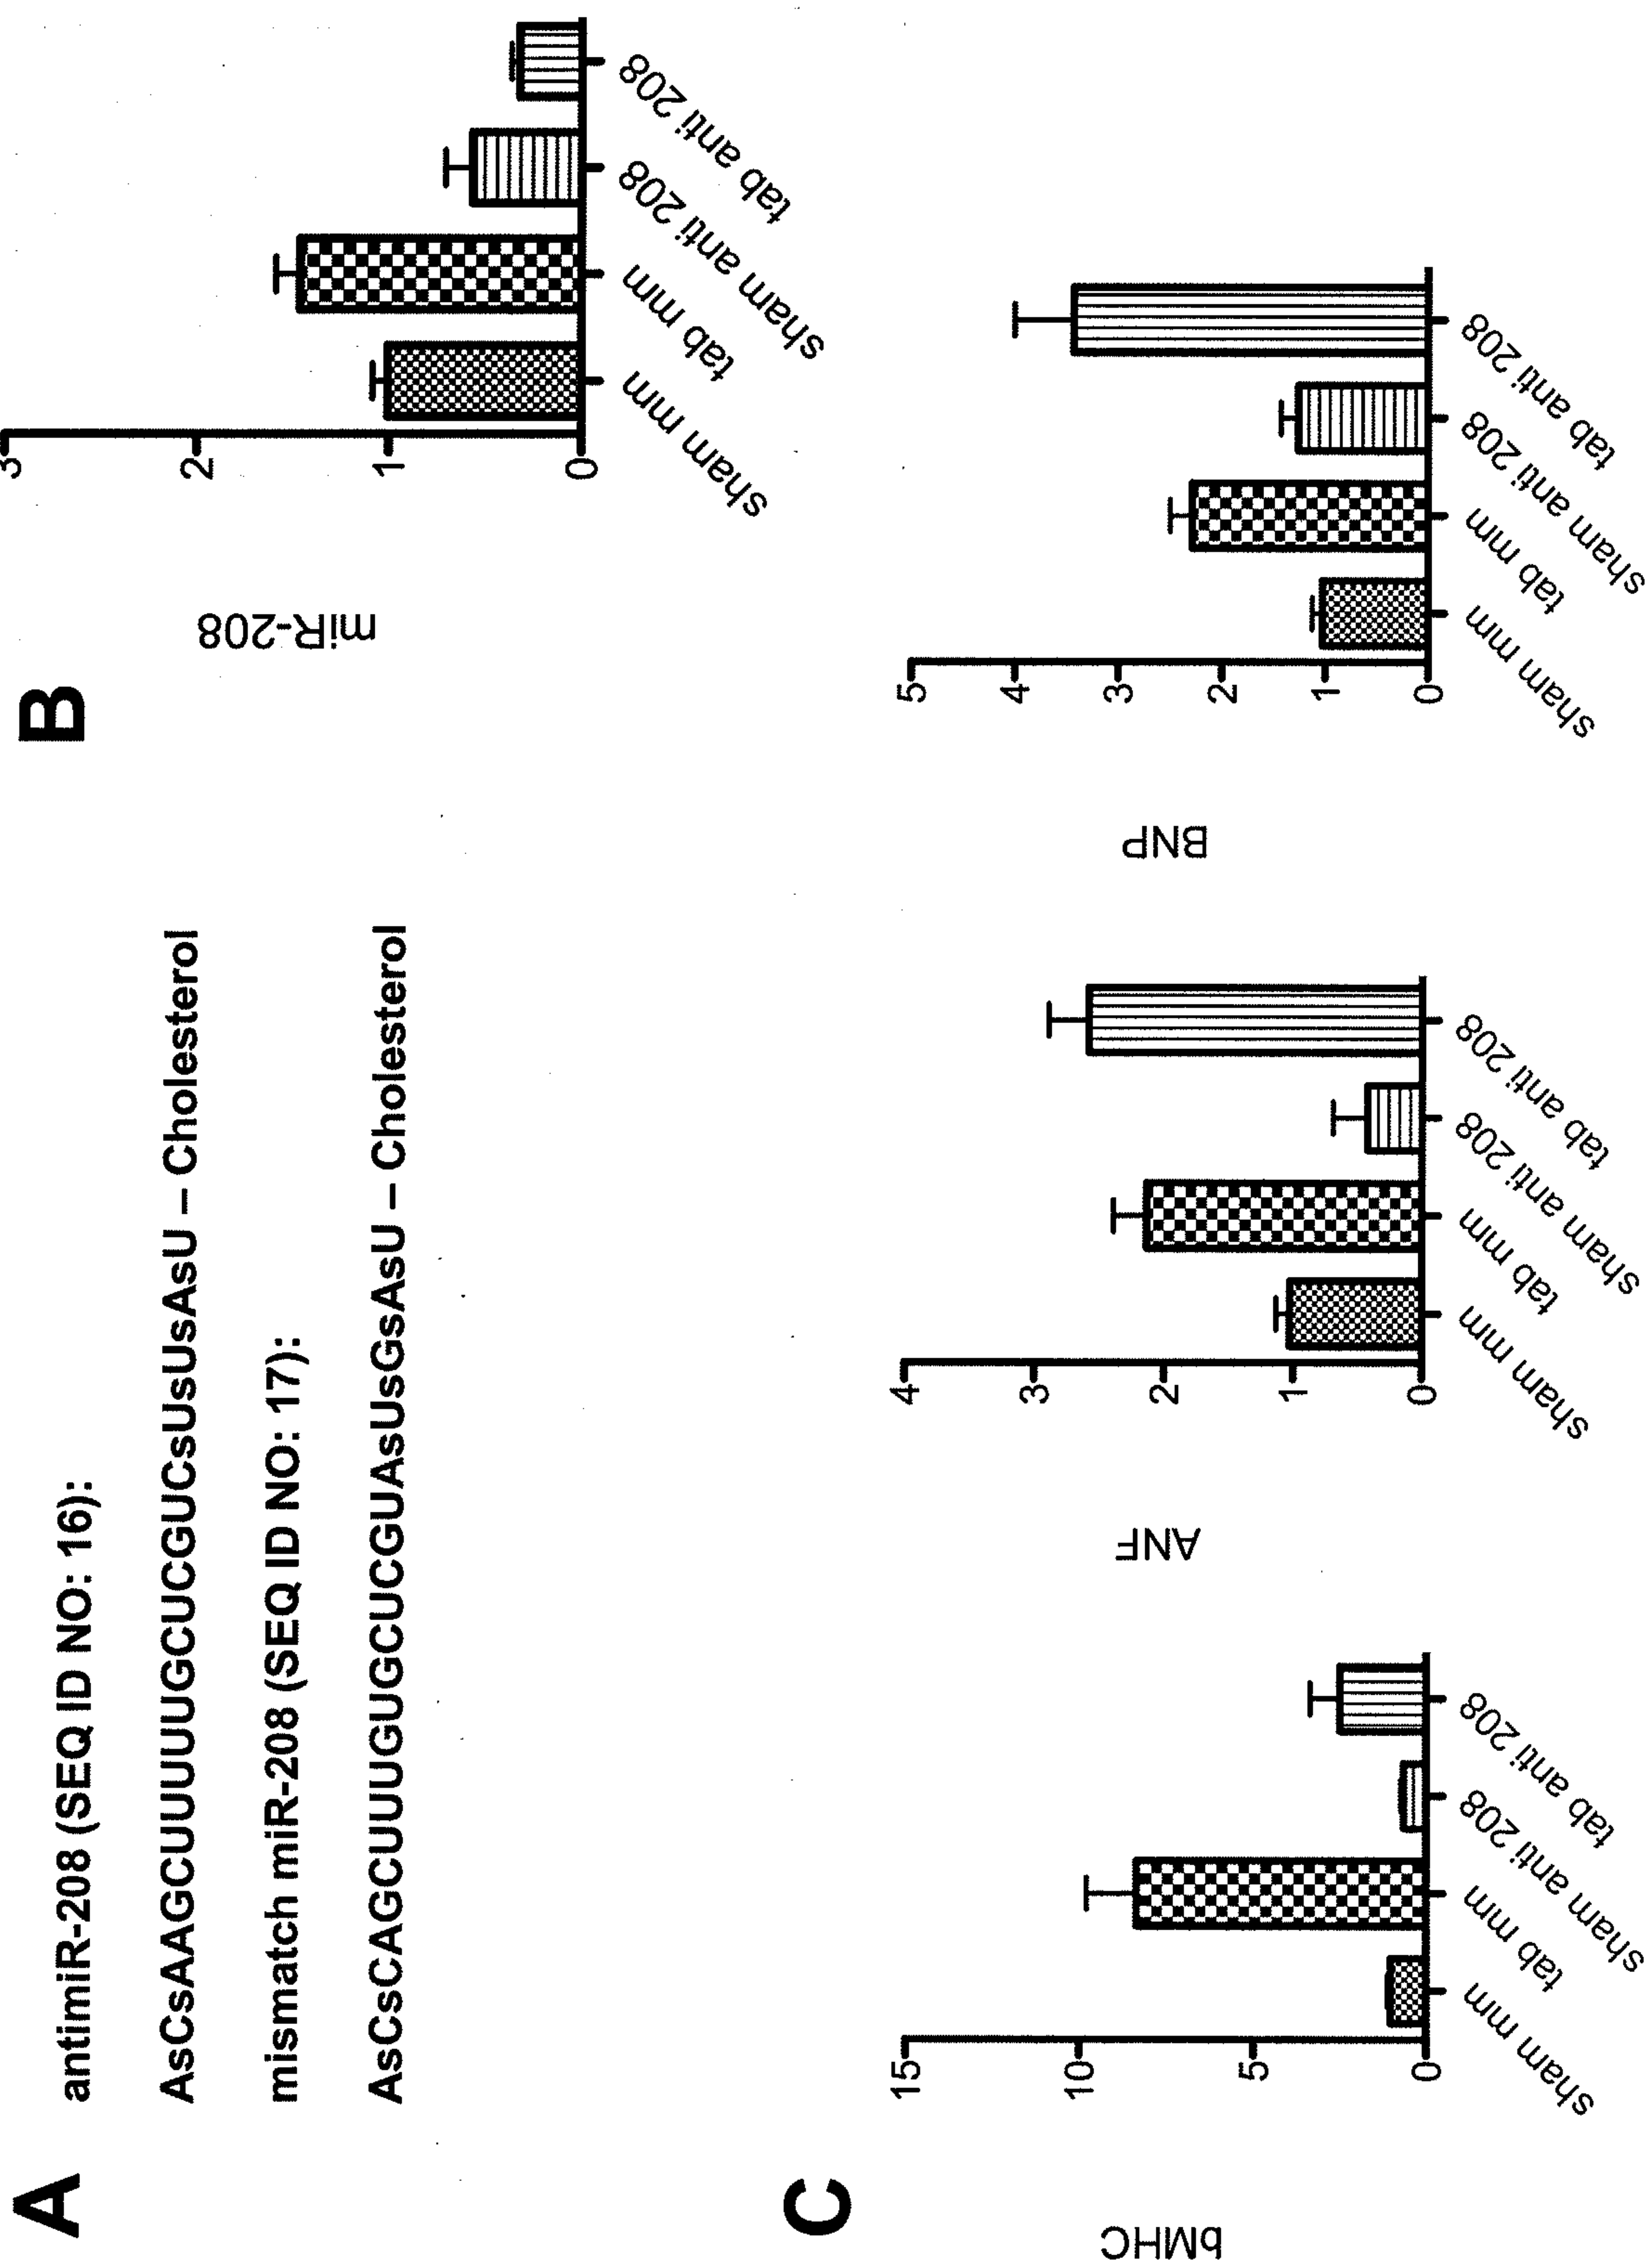 A
antimiR-208 (SEQ ID NO: 16):
AsCsAAGCUUUUUGCUCGUCsUsUsAsU – Cholesterol
mismatch miR-208 (SEQ ID NO: 17):
AsCsCAGCUUUGUGCUCGUAsUsGsAsU – Cholesterol
B
miR-208
3
2
1
0
sham mm
tab mm
sham anti 208
tab anti 208
C
bMHC
15
10
5
0
sham mm
tab mm
sham anti 208
tab anti 208
ANF
4
3
2
1
0
sham mm
tab mm
sham anti 208
tab anti 208
BNP
5
4
3
2
1
0
sham mm
tab mm
sham anti 208
tab anti 208